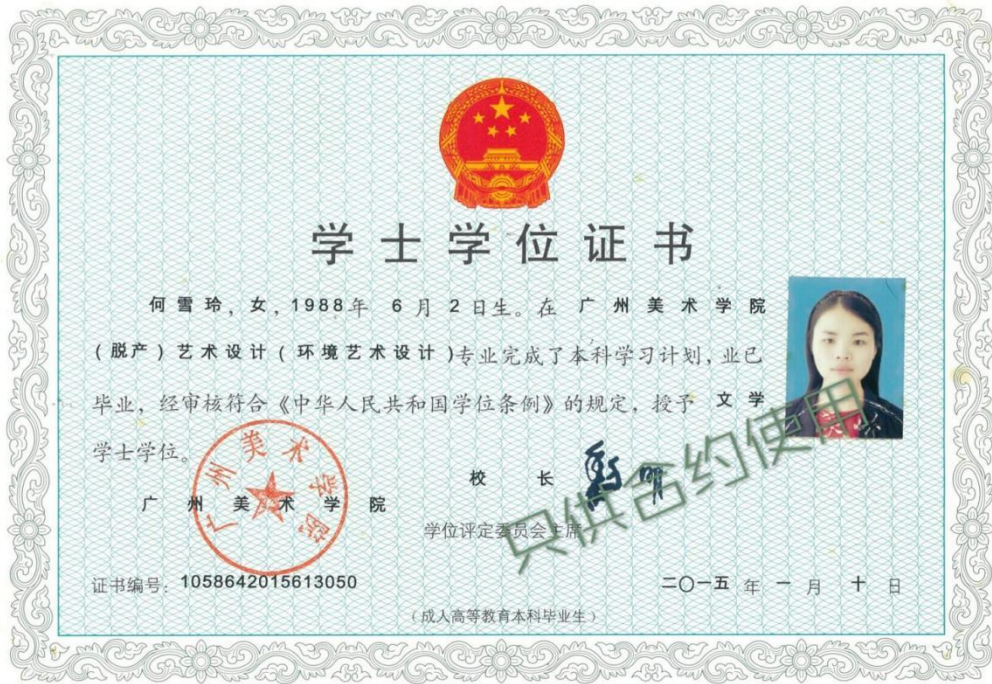 学士学位证书
何雪玲，女，1988年 6 月 2 日生。在 广州美术学院
(脱产)艺术设计(环境艺术设计)专业完成了本科学习计划，业已
毕业，经审核符合《中华人民共和国学位条例》的规定，授予 文学
学士学位。
广州美术学院
校 长
广州美术学院
学位评定委员会主席
只供合约使用
证书编号：1058642015613050
二〇一五 年 一 月 十 日
(成人高等教育本科毕业生)